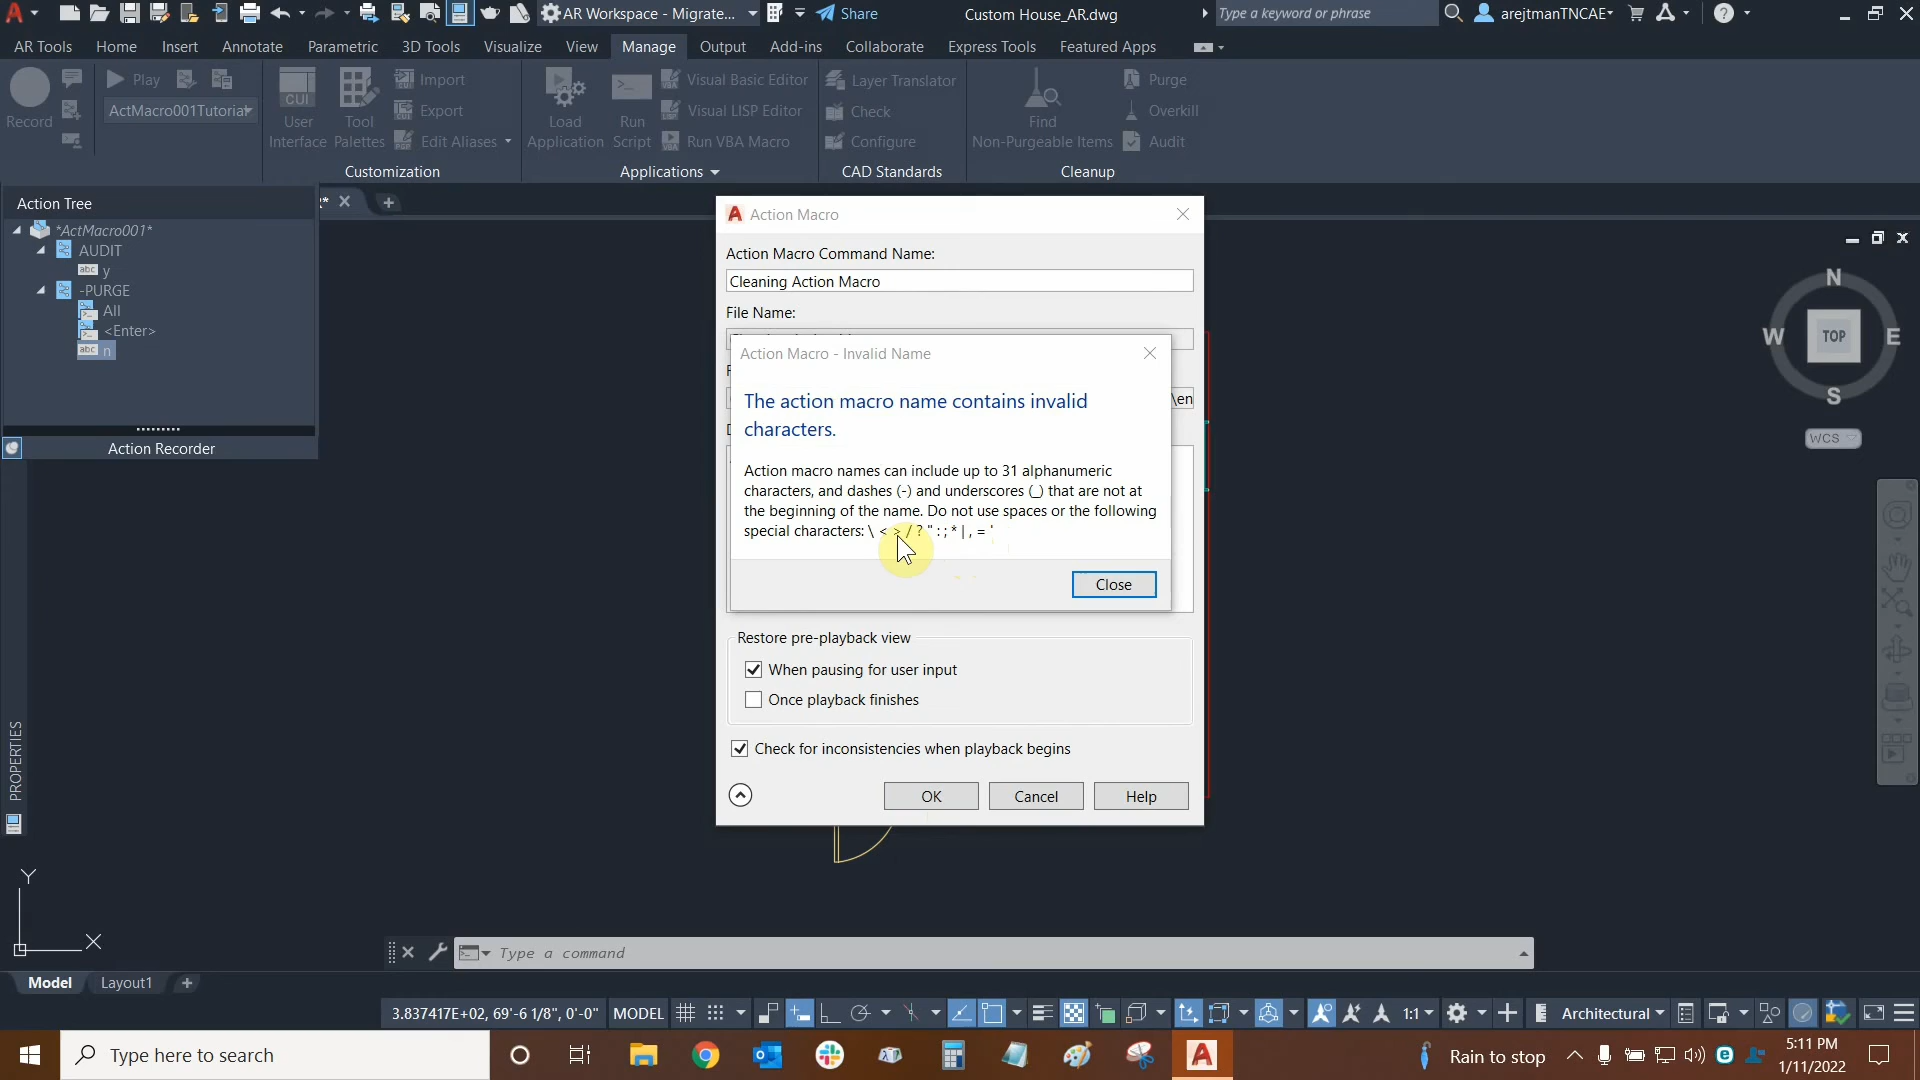 AR Workspace - Migrate...
Share
Custom House_AR.dwg
Type a keyword or phrase
arejtmanTNCAE
AR Tools
Home
Insert
Annotate
Parametric
3D Tools
Visualize
View
Manage
Output
Add-ins
Collaborate
Express Tools
Featured Apps
Record
Play
ActMacro001Tutorial
CUI
User
Interface
Tool
Palettes
Import
Export
Edit Aliases
Customization
Load
Application
Run
Script
Visual Basic Editor
Visual LISP Editor
Run VBA Macro
Applications
Layer Translator
Check
Configure
CAD Standards
Find
Non-Purgeable Items
Purge
Overkill
Audit
Cleanup
Action Tree
*ActMacro001*
AUDIT
abc y
-PURGE
All
<Enter>
abc n
Action Recorder
Action Macro
Action Macro Command Name:
Cleaning Action Macro
File Name:
\en
Action Macro - Invalid Name
The action macro name contains invalid
characters.
Action macro names can include up to 31 alphanumeric
characters, and dashes (-) and underscores (_) that are not at
the beginning of the name. Do not use spaces or the following
special characters: \ < > / ? " : ; * | , = '
Close
Restore pre-playback view
When pausing for user input
Once playback finishes
Check for inconsistencies when playback begins
OK
Cancel
Help
N
W
TOP
E
S
WCS
PROPERTIES
Y
X
Type a command
Model
Layout1
3.837417E+02, 69'-6 1/8", 0'-0"
MODEL
1:1
Architectural
Type here to search
Rain to stop
5:11 PM
1/11/2022